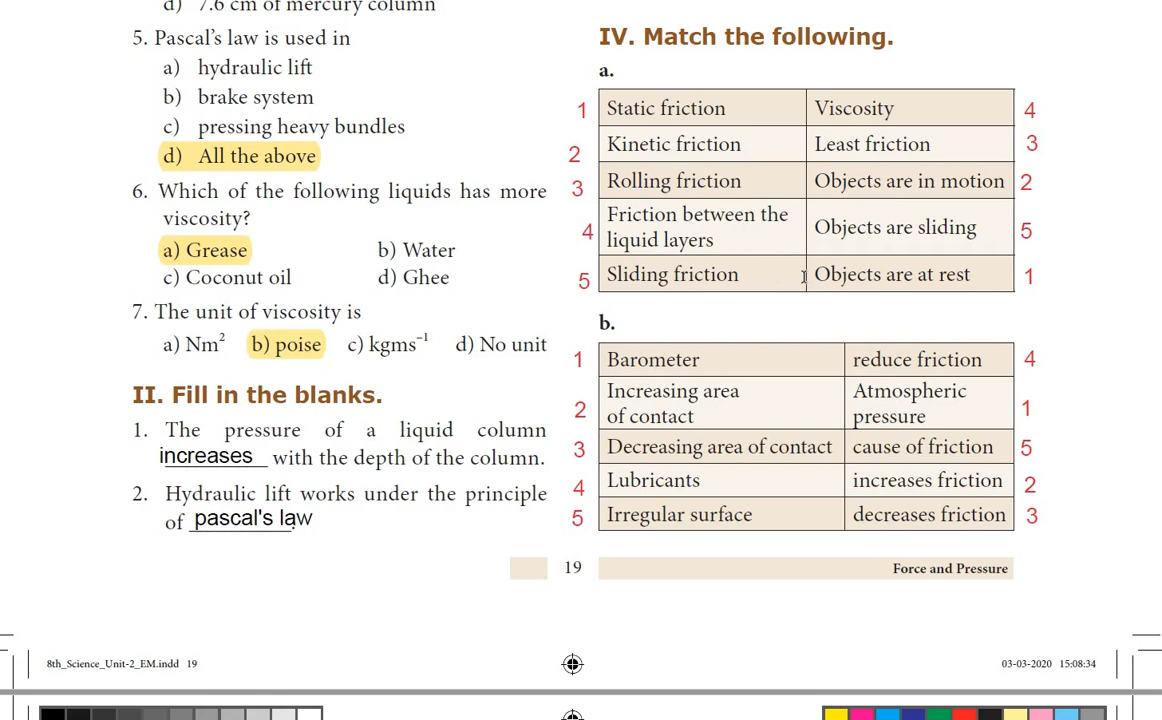 d) 7.6 cm of mercury column
5. Pascal’s law is used in
a) hydraulic lift
b) brake system
c) pressing heavy bundles
d) All the above
6. Which of the following liquids has more
viscosity?
a) Grease b) Water
c) Coconut oil d) Ghee
7. The unit of viscosity is
a) Nm² b) poise c) kgms⁻¹ d) No unit
II. Fill in the blanks.
1. The pressure of a liquid column
increases with the depth of the column.
2. Hydraulic lift works under the principle
of pascal's law.
IV. Match the following.
a.
1 Static friction Viscosity 4
2 Kinetic friction Least friction 3
3 Rolling friction Objects are in motion 2
4 Friction between the
liquid layers Objects are sliding 5
5 Sliding friction Objects are at rest 1
b.
1 Barometer reduce friction 4
2 Increasing area
of contact Atmospheric
pressure 1
3 Decreasing area of contact cause of friction 5
4 Lubricants increases friction 2
5 Irregular surface decreases friction 3
19 Force and Pressure
8th_Science_Unit-2_EM.indd 19 03-03-2020 15:08:34